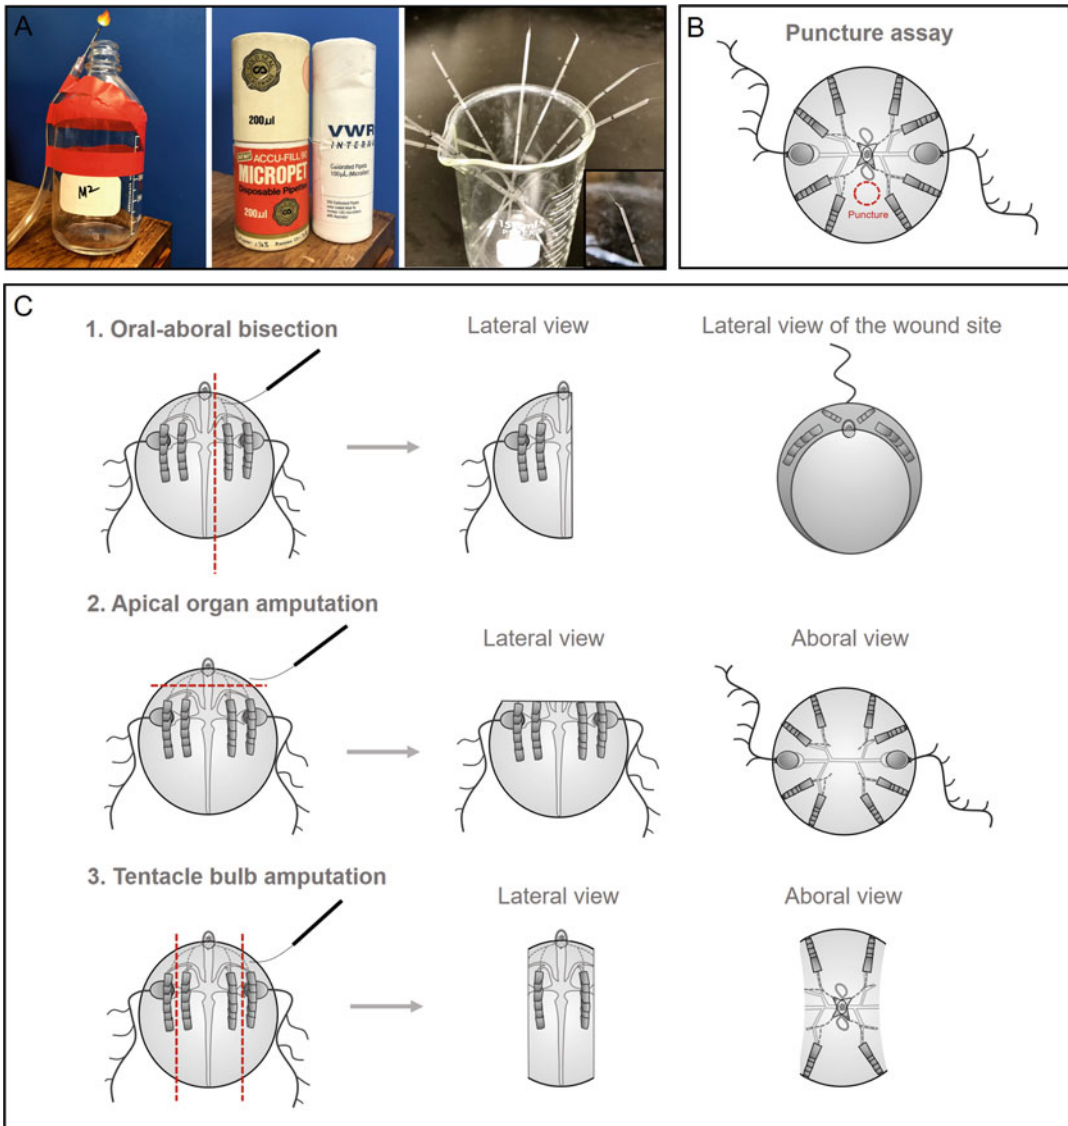 A
M2
200µl
ACCU-FILL/90
MICROPET
Disposable Pipettes
200µl
VWR
INTERNA
Calibrated Pipets
100µL (Microliter)
B
Puncture assay
Puncture
C
1. Oral-aboral bisection
Lateral view
Lateral view of the wound site
2. Apical organ amputation
Lateral view
Aboral view
3. Tentacle bulb amputation
Lateral view
Aboral view